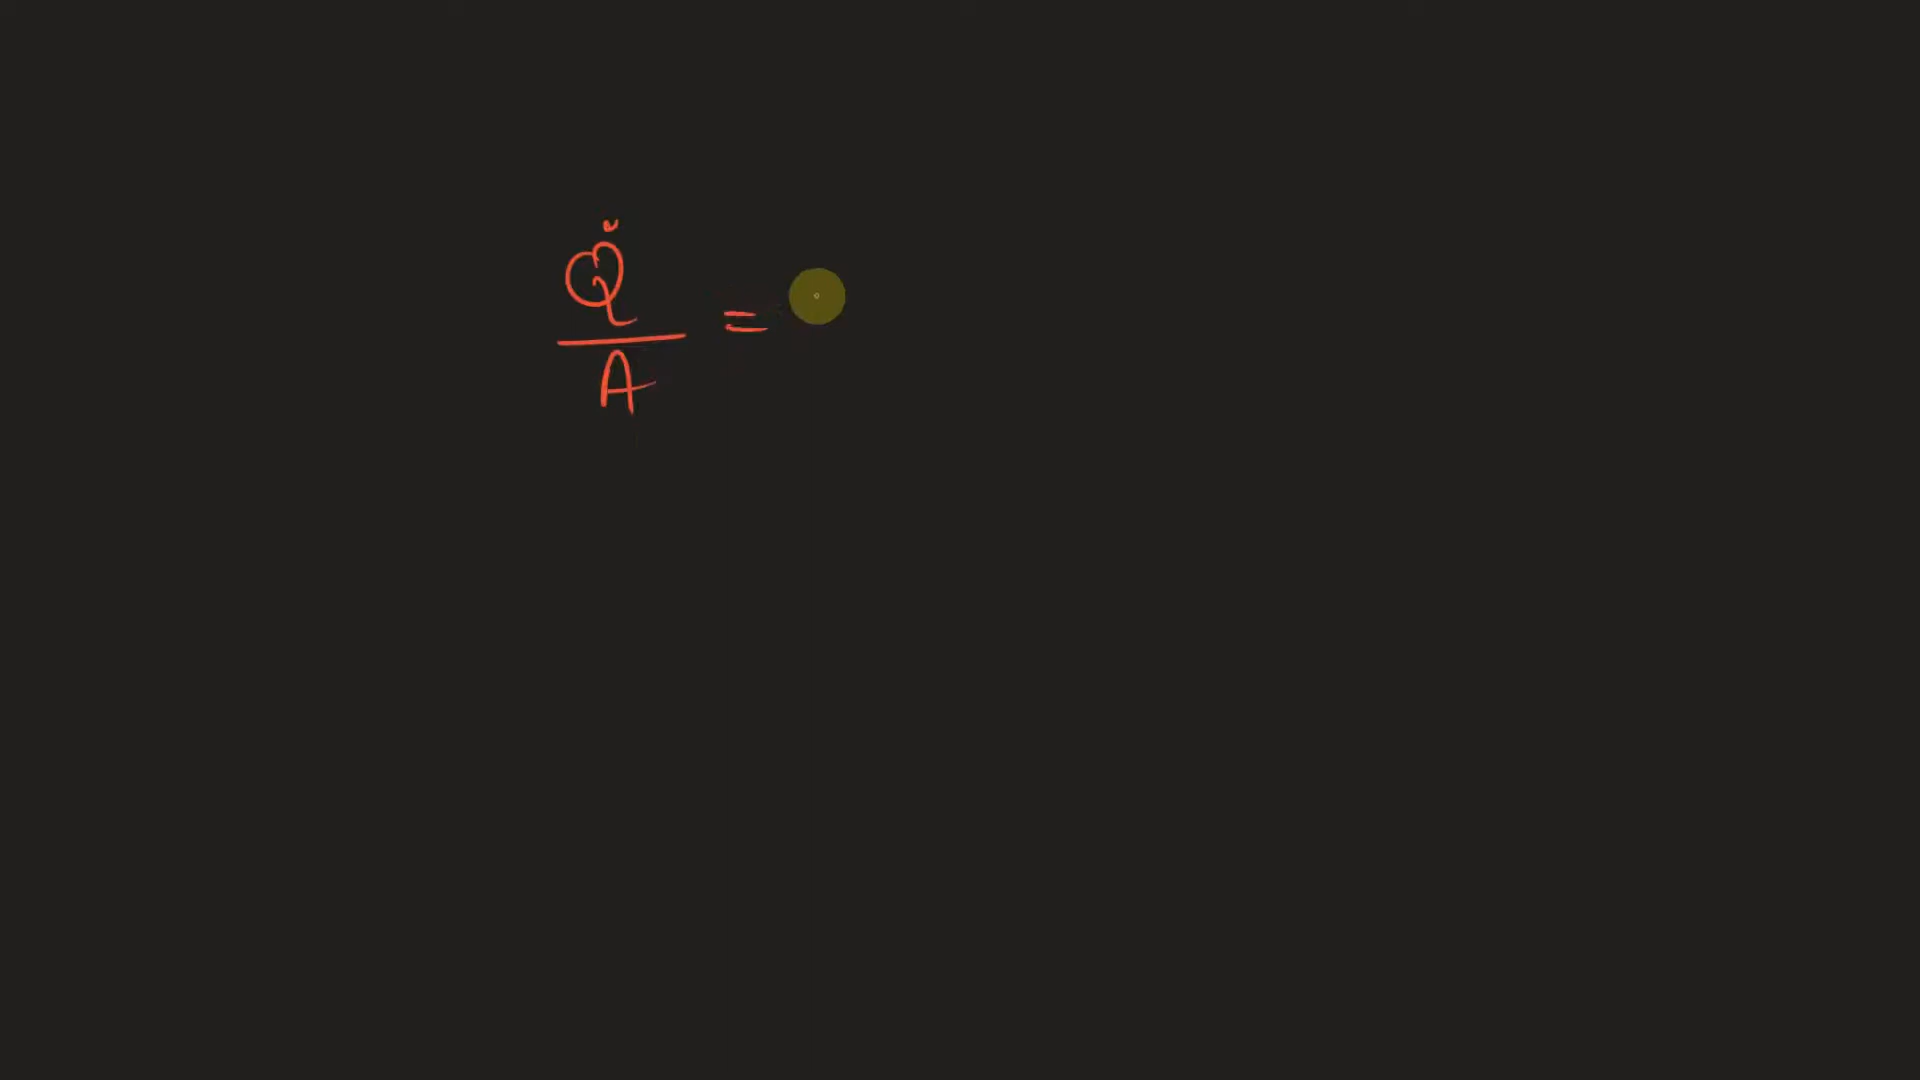 Q̇
A =